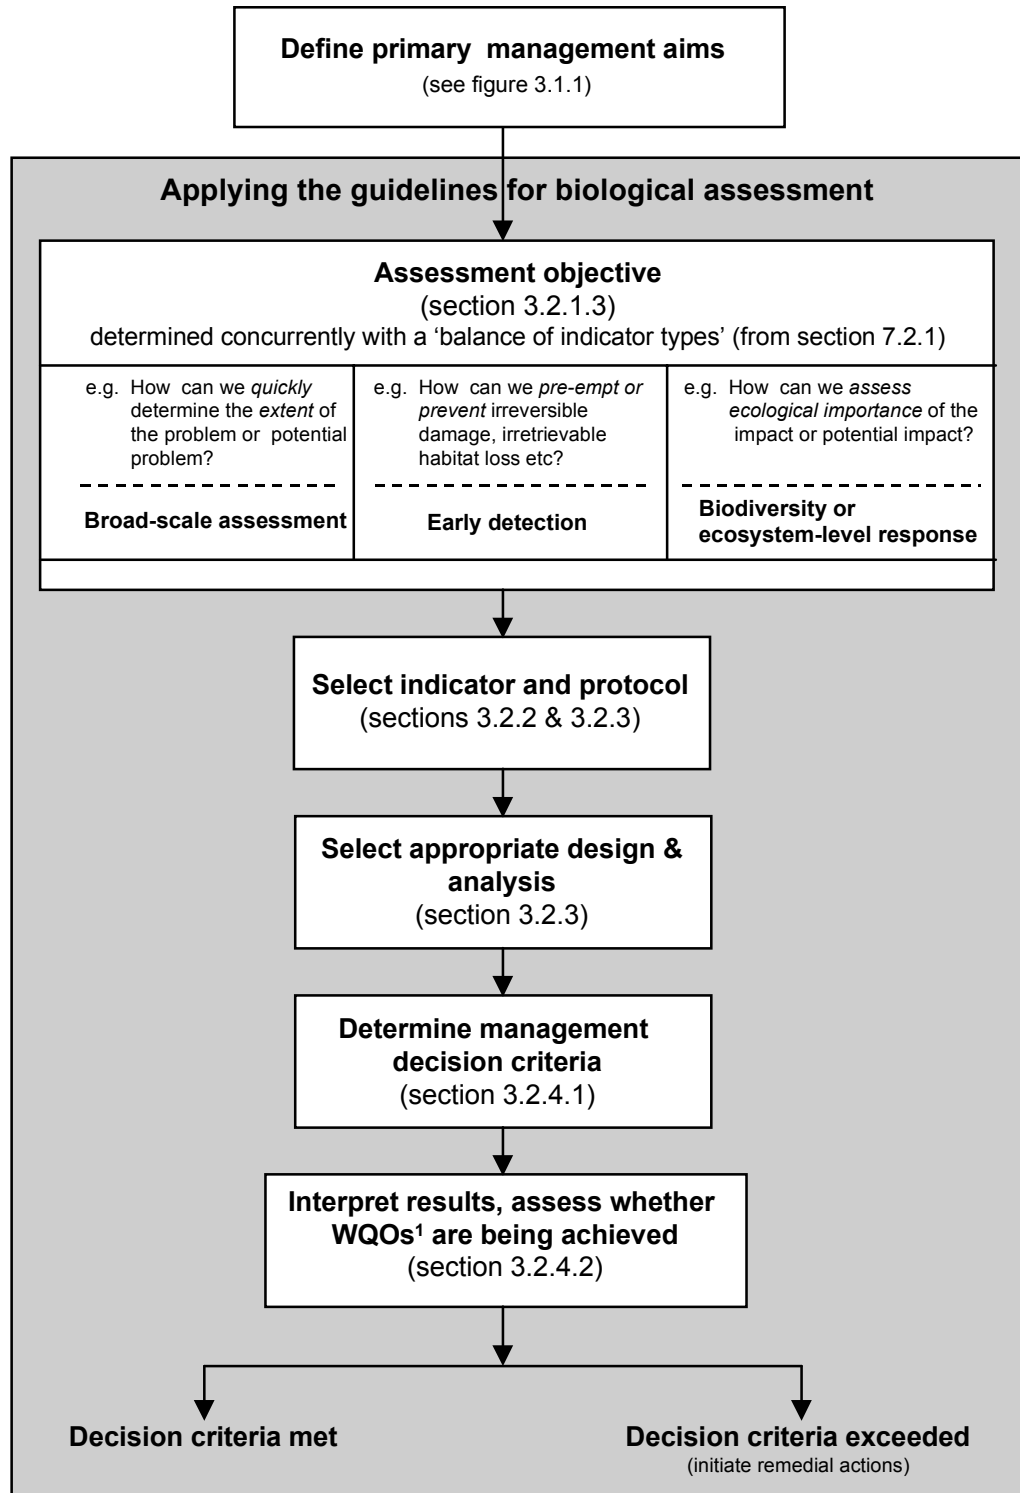 Define primary management aims
(see figure 3.1.1)
Applying the guidelines for biological assessment
Assessment objective
(section 3.2.1.3)
determined concurrently with a ‘balance of indicator types’ (from section 7.2.1)
e.g. How can we quickly
determine the extent of
the problem or potential
problem?
Broad-scale assessment
e.g. How can we pre-empt or
prevent irreversible
damage, irretrievable
habitat loss etc?
Early detection
e.g. How can we assess
ecological importance of the
impact or potential impact?
Biodiversity or
ecosystem-level response
Select indicator and protocol
(sections 3.2.2 & 3.2.3)
Select appropriate design &
analysis
(section 3.2.3)
Determine management
decision criteria
(section 3.2.4.1)
Interpret results, assess whether
WQOs¹ are being achieved
(section 3.2.4.2)
Decision criteria met
Decision criteria exceeded
(initiate remedial actions)